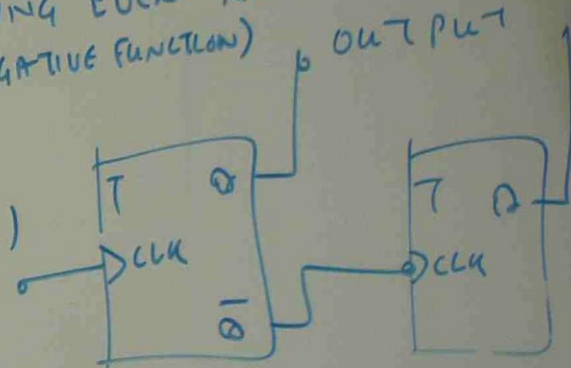 GATIVE FUNCTION)
OUTPUT
T Q
CLK
Q̅
)
T Q
CLK